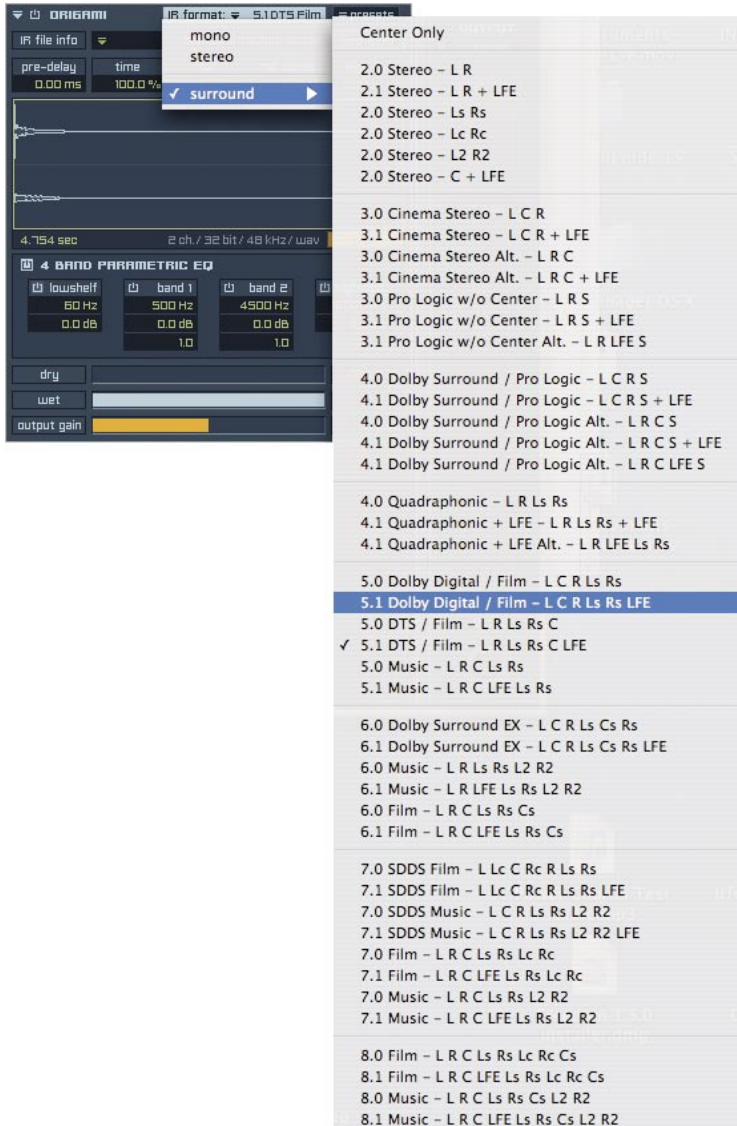 ORIGAMI IR format: 5.1 DTS Film presets
IR file info
pre-delay time
0.00 ms 100.0 %
mono
stereo
✓ surround
4.754 sec 2 ch./ 32 bit/ 48 kHz/ wav
4 BAND PARAMETRIC EQ
lowshelf band 1 band 2
60 Hz 500 Hz 4500 Hz
0.0 dB 0.0 dB 0.0 dB
1.0 1.0
dry
wet
output gain
Center Only
2.0 Stereo – L R
2.1 Stereo – L R + LFE
2.0 Stereo – Ls Rs
2.0 Stereo – Lc Rc
2.0 Stereo – L2 R2
2.0 Stereo – C + LFE
3.0 Cinema Stereo – L C R
3.1 Cinema Stereo – L C R + LFE
3.0 Cinema Stereo Alt. – L R C
3.1 Cinema Stereo Alt. – L R C + LFE
3.0 Pro Logic w/o Center – L R S
3.1 Pro Logic w/o Center – L R S + LFE
3.1 Pro Logic w/o Center Alt. – L R LFE S
4.0 Dolby Surround / Pro Logic – L C R S
4.1 Dolby Surround / Pro Logic – L C R S + LFE
4.0 Dolby Surround / Pro Logic Alt. – L R C S
4.1 Dolby Surround / Pro Logic Alt. – L R C S + LFE
4.1 Dolby Surround / Pro Logic Alt. – L R C LFE S
4.0 Quadraphonic – L R Ls Rs
4.1 Quadraphonic + LFE – L R Ls Rs + LFE
4.1 Quadraphonic + LFE Alt. – L R LFE Ls Rs
5.0 Dolby Digital / Film – L C R Ls Rs
5.1 Dolby Digital / Film – L C R Ls Rs LFE
5.0 DTS / Film – L R Ls Rs C
✓ 5.1 DTS / Film – L R Ls Rs C LFE
5.0 Music – L R C Ls Rs
5.1 Music – L R C LFE Ls Rs
6.0 Dolby Surround EX – L C R Ls Cs Rs
6.1 Dolby Surround EX – L C R Ls Cs Rs LFE
6.0 Music – L R Ls Rs L2 R2
6.1 Music – L R LFE Ls Rs L2 R2
6.0 Film – L R C Ls Rs Cs
6.1 Film – L R C LFE Ls Rs Cs
7.0 SDDS Film – L Lc C Rc R Ls Rs
7.1 SDDS Film – L Lc C Rc R Ls Rs LFE
7.0 SDDS Music – L C R Ls Rs L2 R2
7.1 SDDS Music – L C R Ls Rs L2 R2 LFE
7.0 Film – L R C Ls Rs Lc Rc
7.1 Film – L R C LFE Ls Rs Lc Rc
7.0 Music – L R C Ls Rs L2 R2
7.1 Music – L R C LFE Ls Rs L2 R2
8.0 Film – L R C Ls Rs Lc Rc Cs
8.1 Film – L R C LFE Ls Rs Lc Rc Cs
8.0 Music – L R C Ls Rs Cs L2 R2
8.1 Music – L R C LFE Ls Rs Cs L2 R2